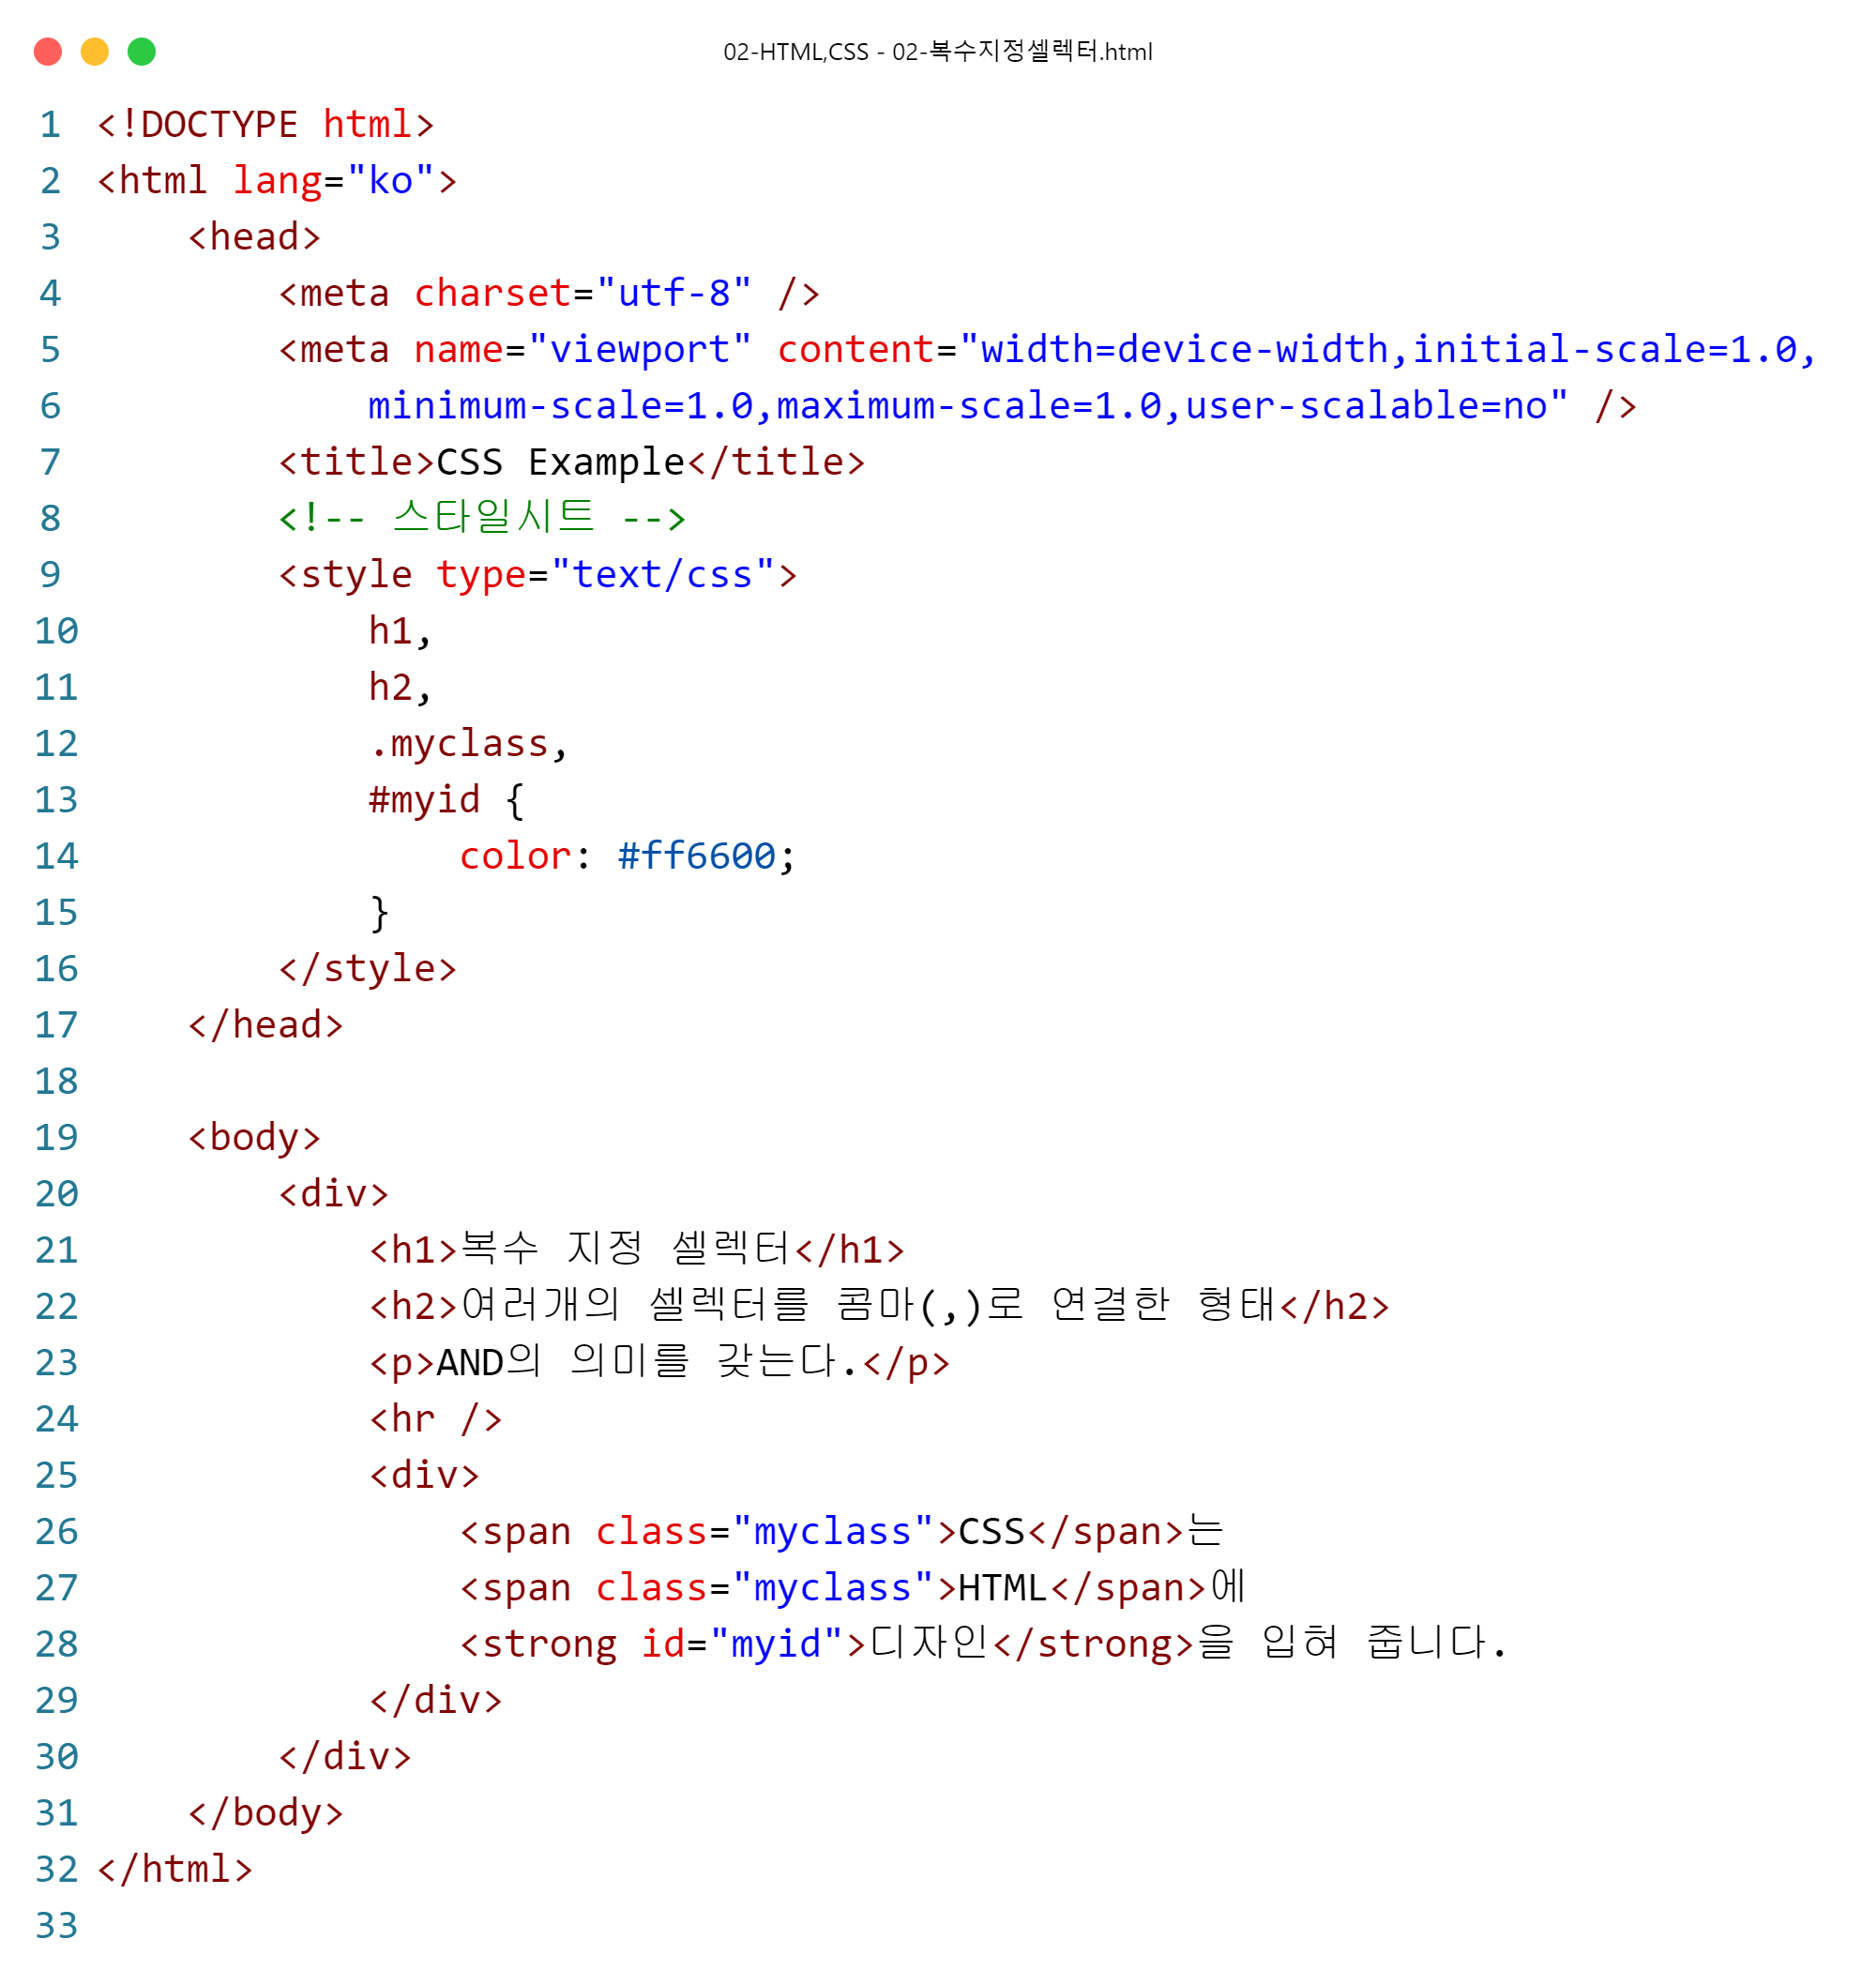 02-HTML,CSS - 02-복수지정셀렉터.html
1 <!DOCTYPE html>
2 <html lang="ko">
3     <head>
4         <meta charset="utf-8" />
5         <meta name="viewport" content="width=device-width,initial-scale=1.0,
6             minimum-scale=1.0,maximum-scale=1.0,user-scalable=no" />
7         <title>CSS Example</title>
8         <!-- 스타일시트 -->
9         <style type="text/css">
10             h1,
11             h2,
12             .myclass,
13             #myid {
14                 color: #ff6600;
15             }
16         </style>
17     </head>
18
19     <body>
20         <div>
21             <h1>복수 지정 셀렉터</h1>
22             <h2>여러개의 셀렉터를 콤마(,)로 연결한 형태</h2>
23             <p>AND의 의미를 갖는다.</p>
24             <hr />
25             <div>
26                 <span class="myclass">CSS</span>는
27                 <span class="myclass">HTML</span>에
28                 <strong id="myid">디자인</strong>을 입혀 줍니다.
29             </div>
30         </div>
31     </body>
32 </html>
33